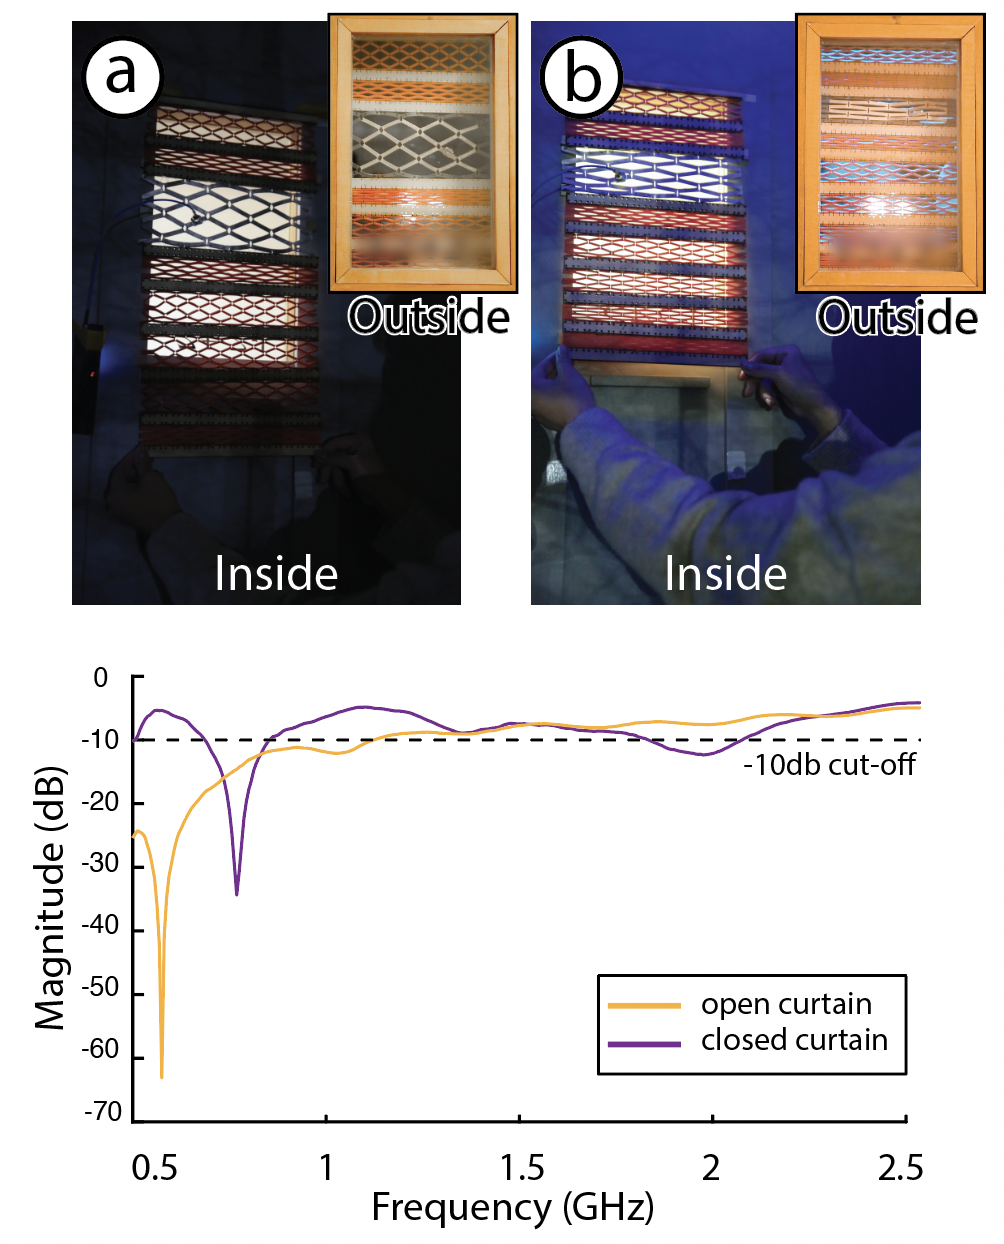 a
b
Outside
Outside
Inside
Inside
0
-10
-20
-30
-40
-50
-60
-70
Magnitude (dB)
-10db cut-off
open curtain
closed curtain
0.5
1
1.5
2
2.5
Frequency (GHz)